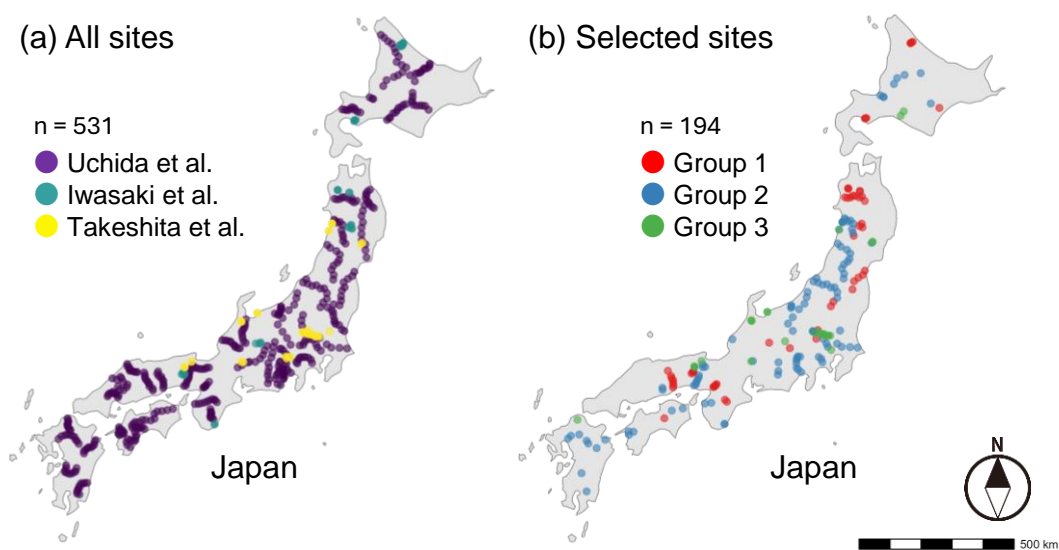 (a) All sites
n = 531
Uchida et al.
Iwasaki et al.
Takeshita et al.
Japan
(b) Selected sites
n = 194
Group 1
Group 2
Group 3
Japan
N
500 km